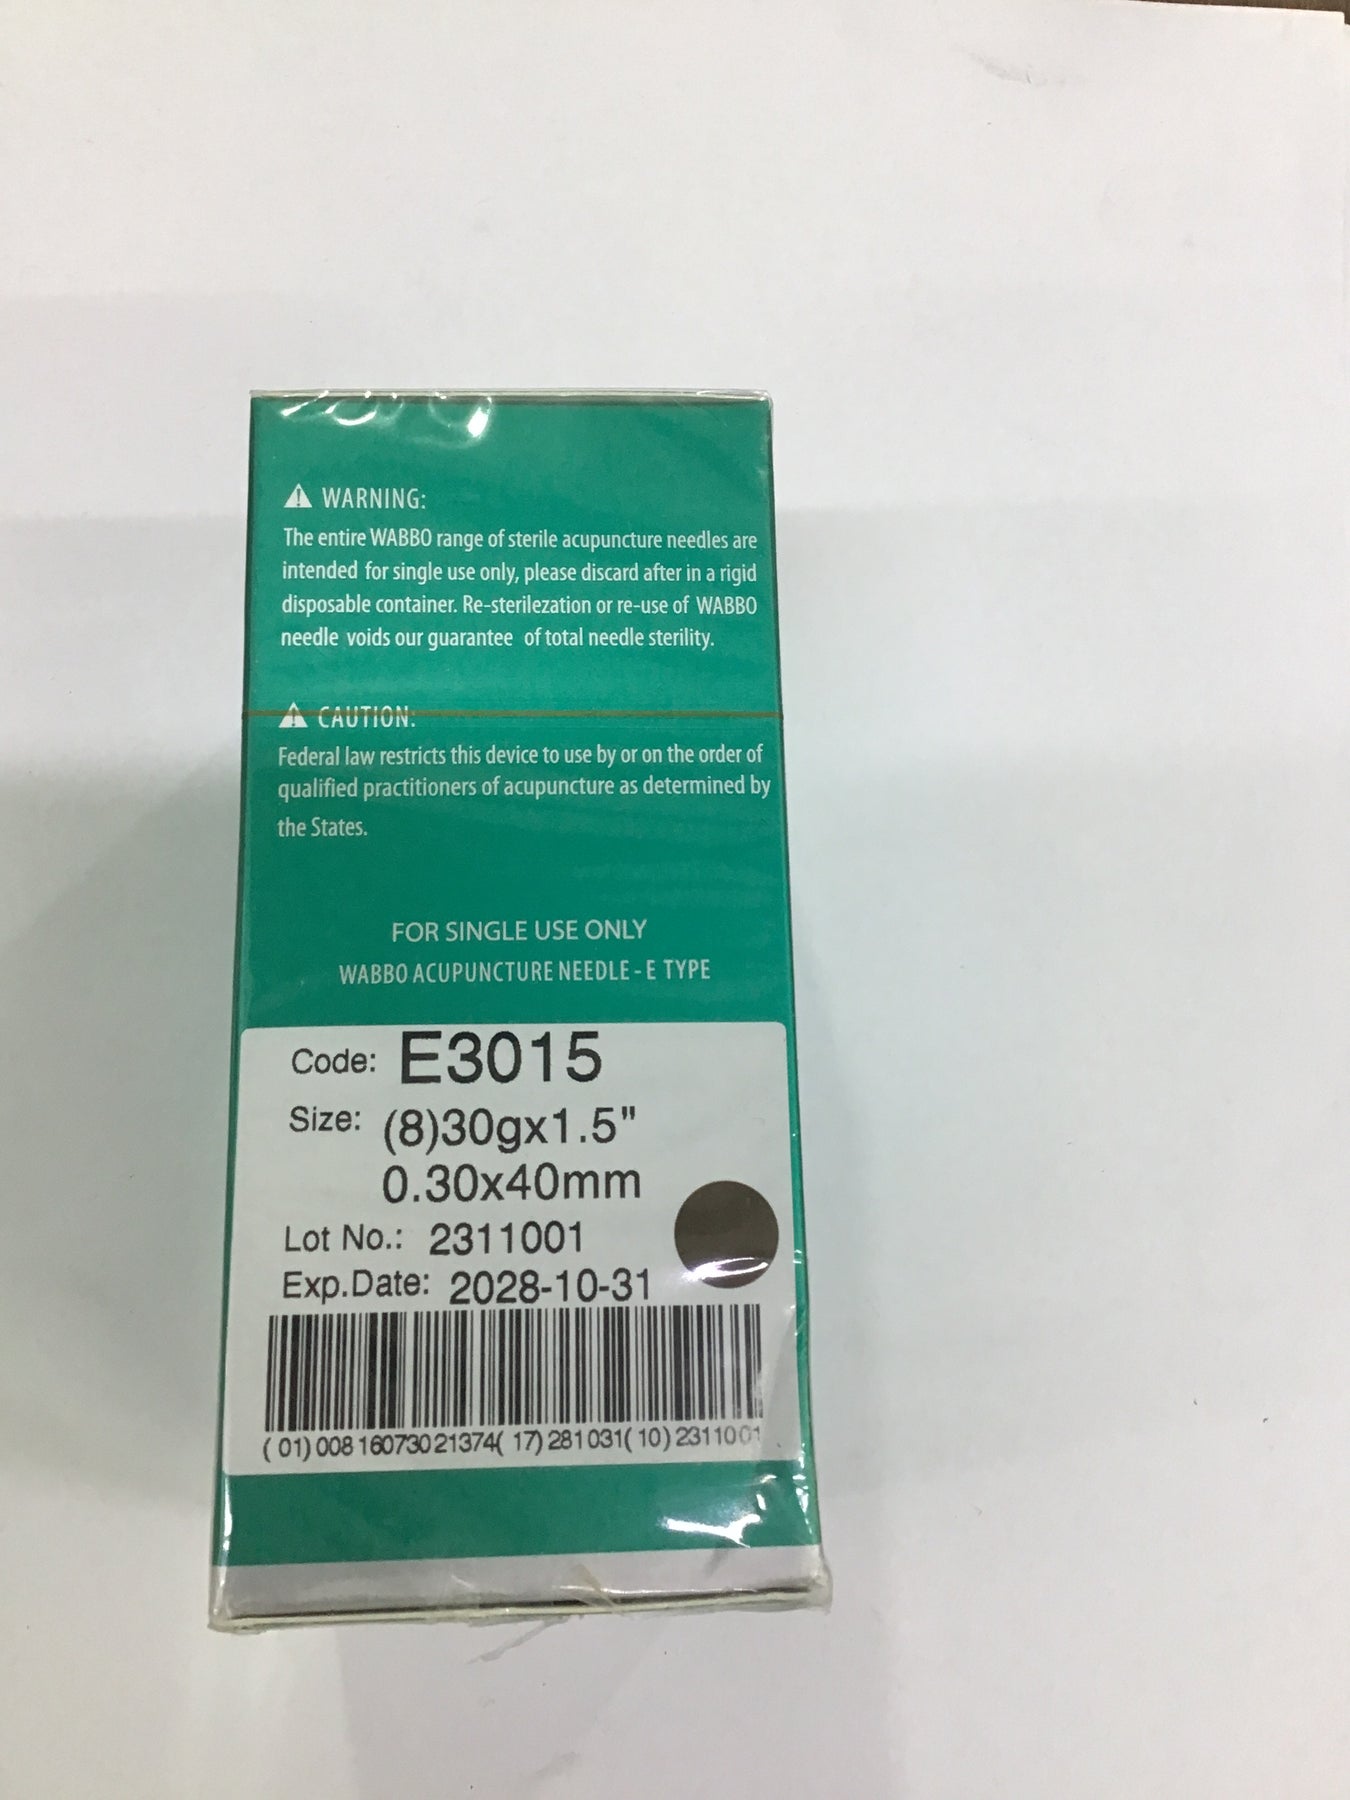 WARNING:
The entire WABBO range of sterile acupuncture needles are
intended for single use only, please discard after in a rigid
disposable container. Re-sterilezation or re-use of WABBO
needle voids our guarantee of total needle sterility.
CAUTION:
Federal law restricts this device to use by or on the order of
qualified practitioners of acupuncture as determined by
the States.
FOR SINGLE USE ONLY
WABBO ACUPUNCTURE NEEDLE - E TYPE
Code: E3015
Size: (8)30gx1.5"
0.30x40mm
Lot No.: 2311001
Exp.Date: 2028-10-31
( 01) 008 16073021374( 17) 281031( 10) 2311001